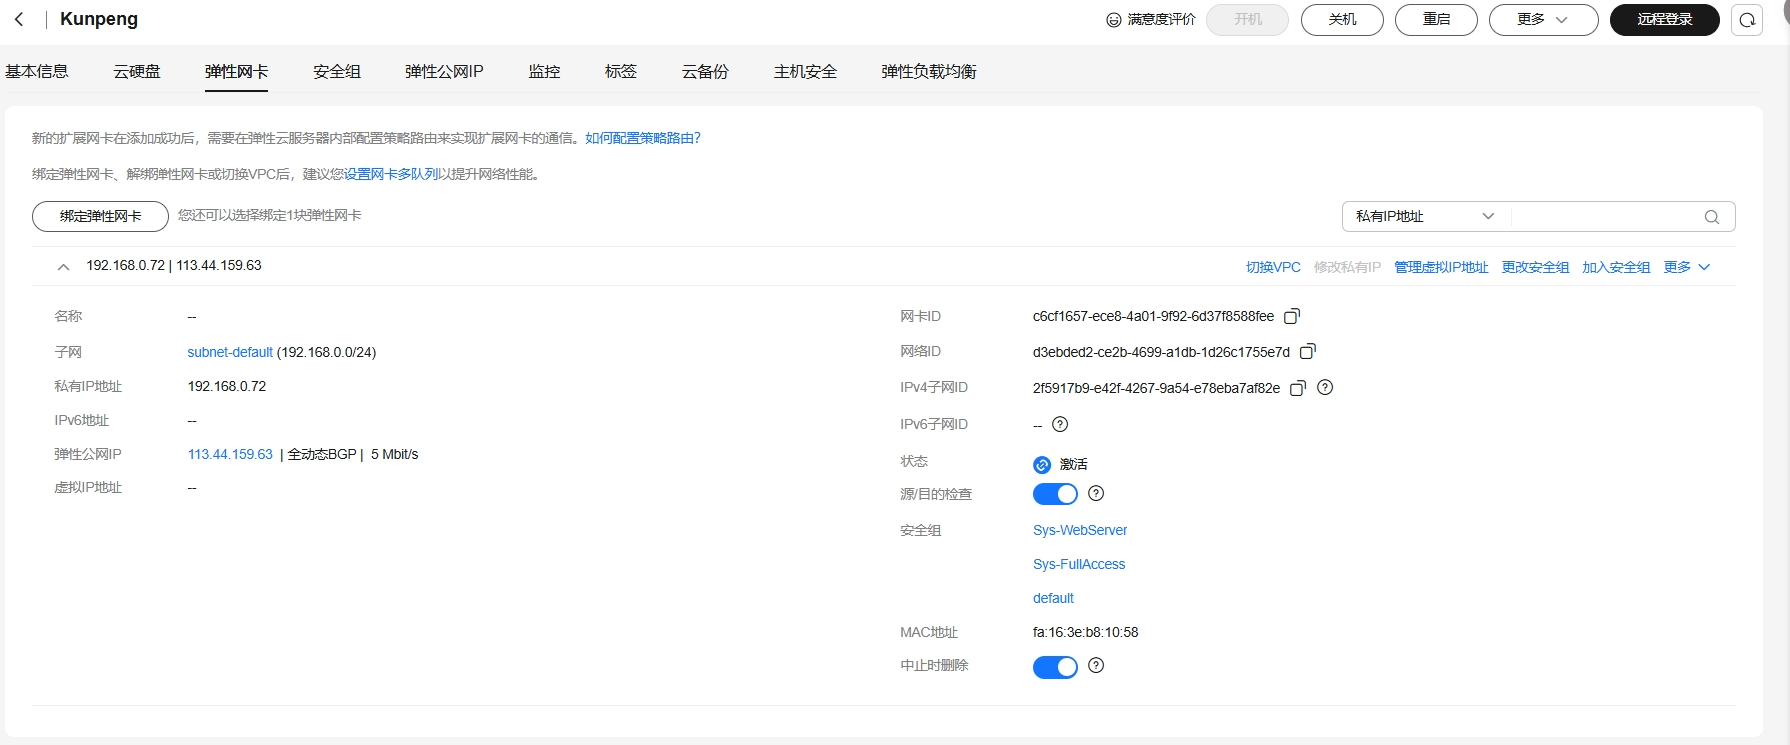 Kunpeng
满意度评价 开机 关机 重启 更多 远程登录
基本信息 云硬盘 弹性网卡 安全组 弹性公网IP 监控 标签 云备份 主机安全 弹性负载均衡
新的扩展网卡在添加成功后，需要在弹性云服务器内部配置策略路由来实现扩展网卡的通信。如何配置策略路由?
绑定弹性网卡、解绑弹性网卡或切换VPC后，建议您设置网卡多队列以提升网络性能。
绑定弹性网卡 您还可以选择绑定1块弹性网卡 私有IP地址
192.168.0.72 | 113.44.159.63 切换VPC 修改私有IP 管理虚拟IP地址 更改安全组 加入安全组 更多
名称 --
子网 subnet-default (192.168.0.0/24)
私有IP地址 192.168.0.72
IPv6地址 --
弹性公网IP 113.44.159.63 | 全动态BGP | 5 Mbit/s
虚拟IP地址 --
网卡ID c6cf1657-ece8-4a01-9f92-6d37f8588fee
网络ID d3ebded2-ce2b-4699-a1db-1d26c1755e7d
IPv4子网ID 2f5917b9-e42f-4267-9a54-e78eba7af82e
IPv6子网ID --
状态 激活
源/目的检查
安全组 Sys-WebServer
Sys-FullAccess
default
MAC地址 fa:16:3e:b8:10:58
中止时删除